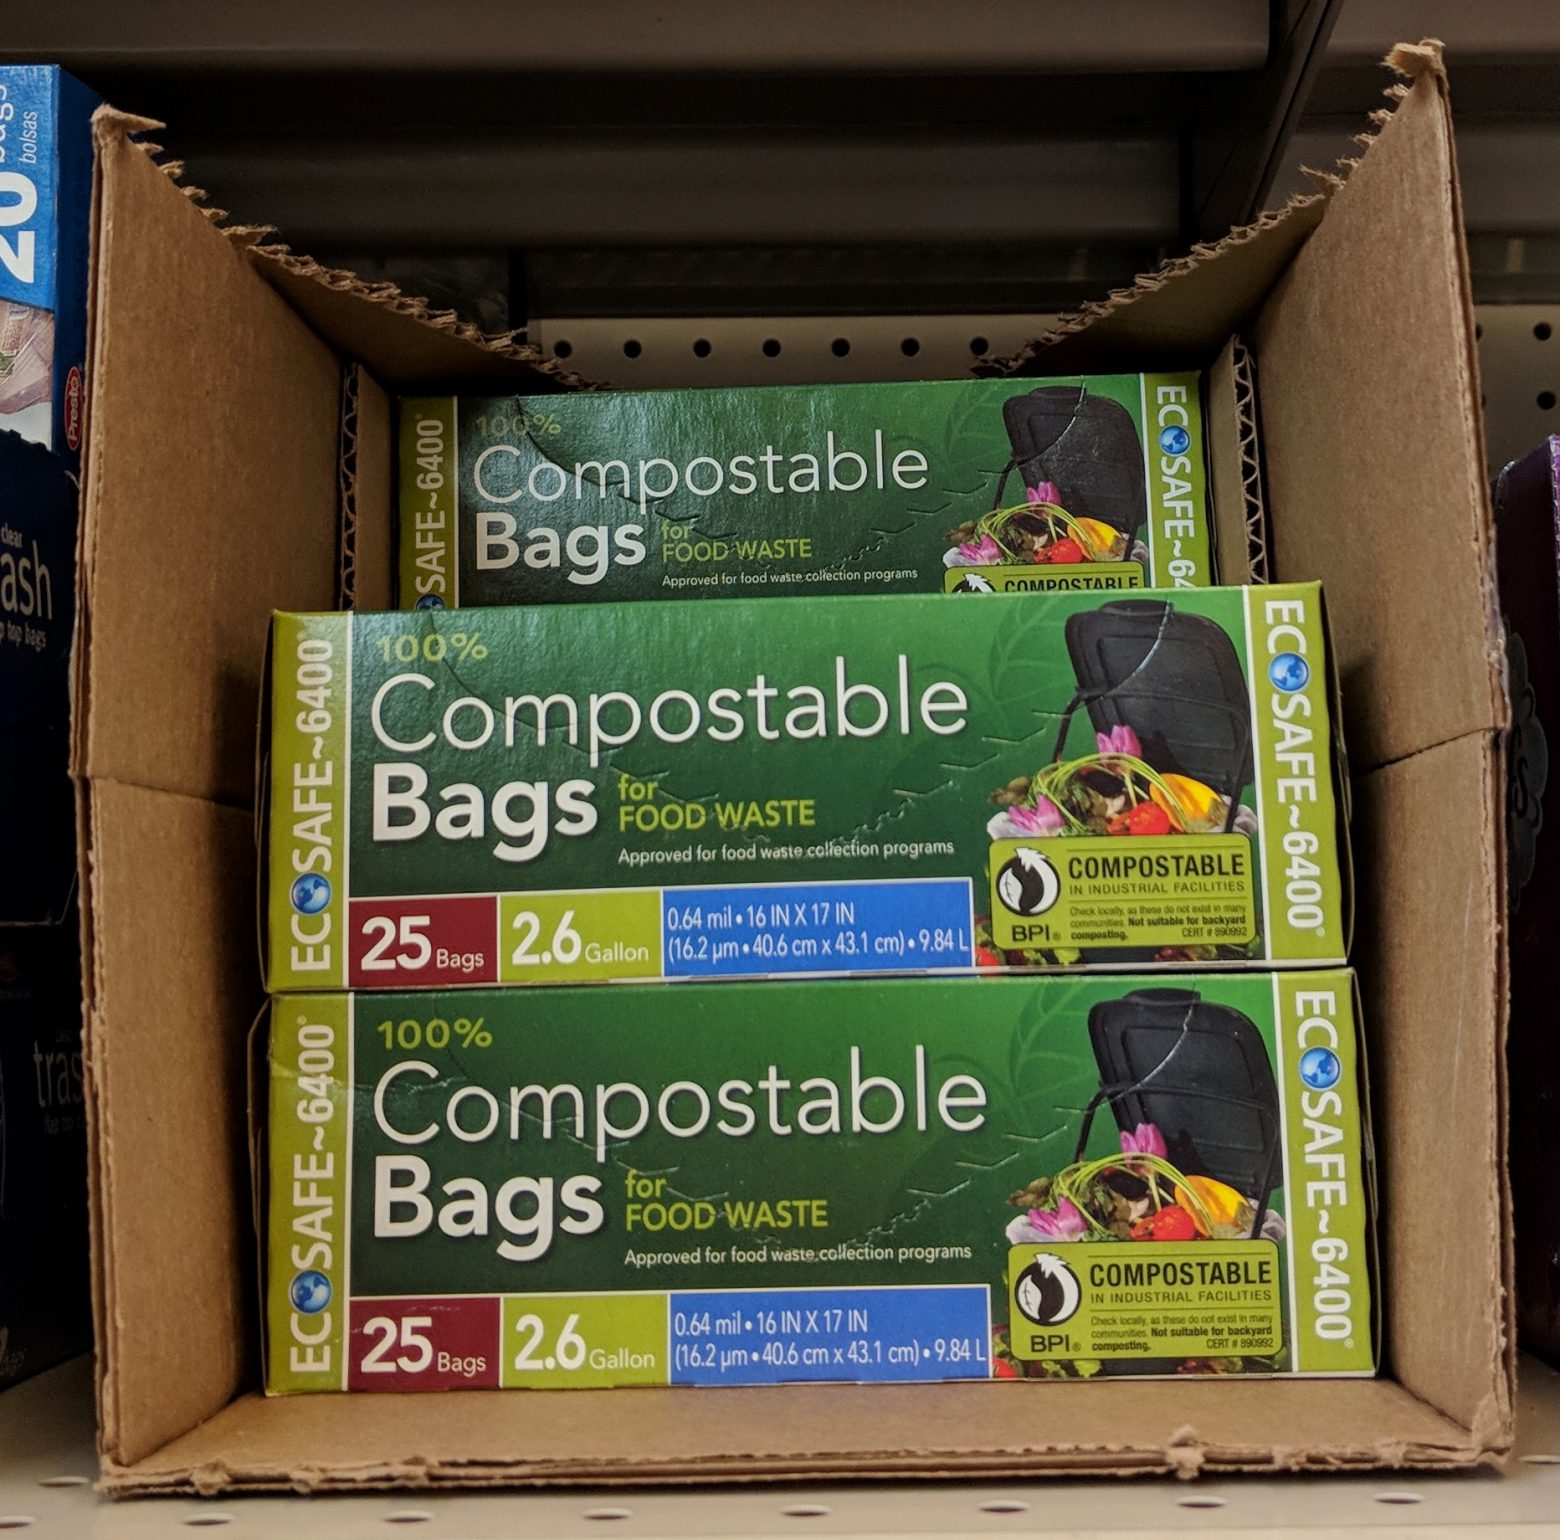 20 bags
bolsas
Presto
clear
ash
p top bags
tras
ECOSAFE~6400®
100%
Compostable
Bags for
FOOD WASTE
Approved for food waste collection programs
COMPOSTABLE
ECOSAFE~64
ECOSAFE~6400®
100%
Compostable
Bags for
FOOD WASTE
Approved for food waste collection programs
25 Bags
2.6 Gallon
0.64 mil • 16 IN X 17 IN
(16.2 µm • 40.6 cm x 43.1 cm) • 9.84 L
BPI®
COMPOSTABLE
IN INDUSTRIAL FACILITIES
Check locally, as these do not exist in many
communities. Not suitable for backyard
composting. CERT # 890992
ECOSAFE~6400®
ECOSAFE~6400®
100%
Compostable
Bags for
FOOD WASTE
Approved for food waste collection programs
25 Bags
2.6 Gallon
0.64 mil • 16 IN X 17 IN
(16.2 µm • 40.6 cm x 43.1 cm) • 9.84 L
BPI®
COMPOSTABLE
IN INDUSTRIAL FACILITIES
Check locally, as these do not exist in many
communities. Not suitable for backyard
composting. CERT # 890992
ECOSAFE~6400®